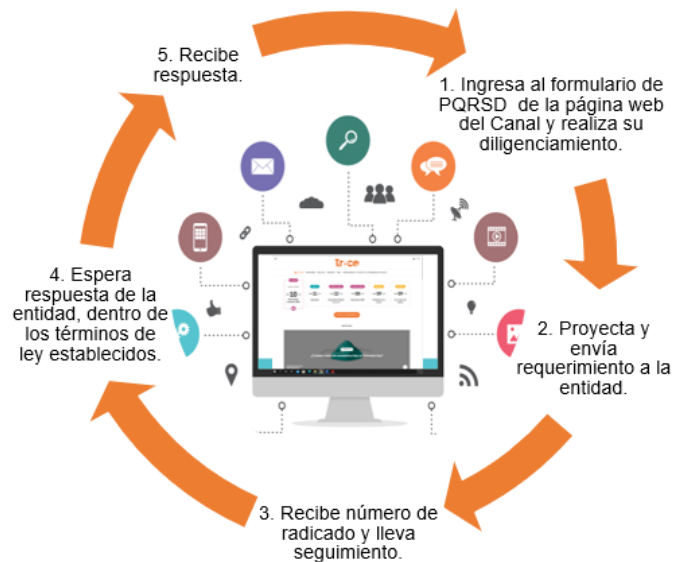 5. Recibe
respuesta.
1. Ingresa al formulario de
PQRSD de la página web
del Canal y realiza su
diligenciamiento.
4. Espera
respuesta de la
entidad, dentro de
los términos de
ley establecidos.
2. Proyecta y
envía
requerimiento a la
entidad.
3. Recibe número de
radicado y lleva
seguimiento.